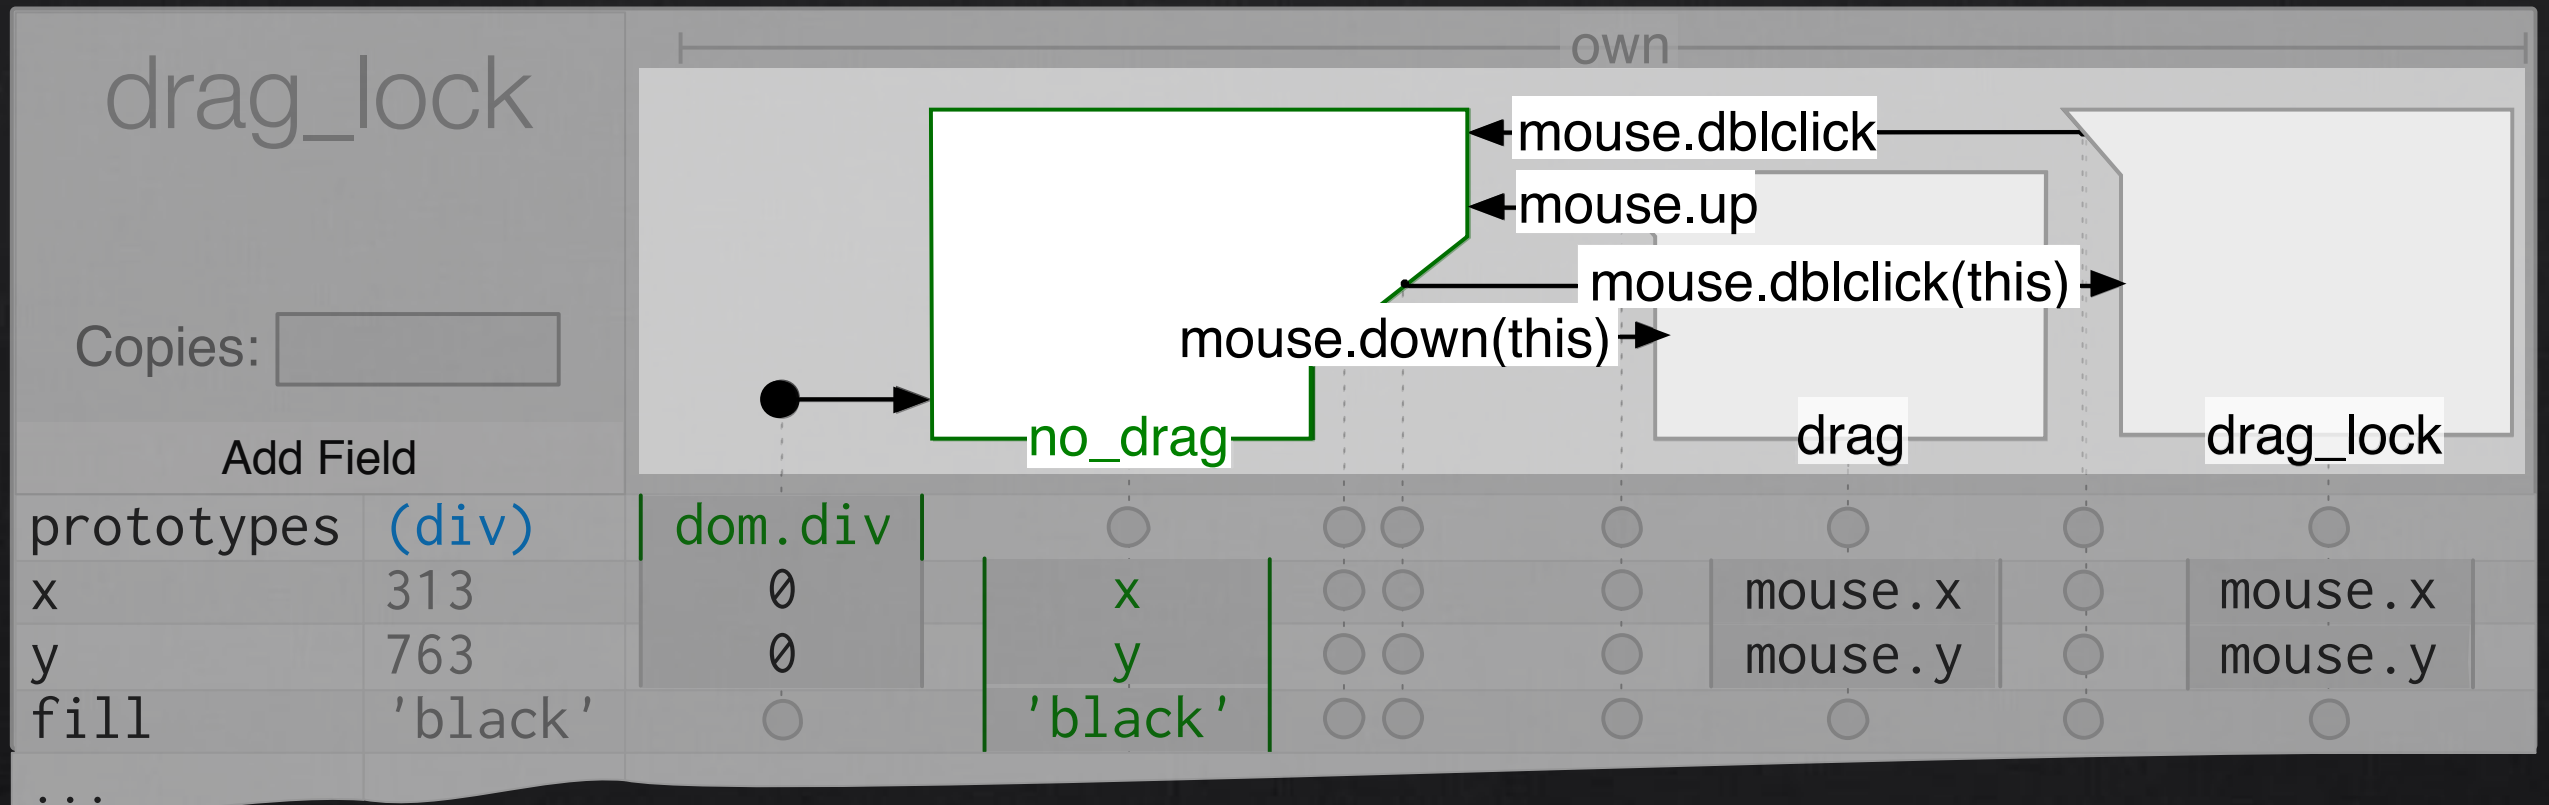 own
drag_lock
mouse.dblclick
mouse.up
mouse.dblclick(this)
mouse.down(this)
Copies:
no_drag
drag
drag_lock
Add Field
prototypes (div) dom.div
x 313 0 x mouse.x mouse.x
y 763 0 y mouse.y mouse.y
fill 'black' 'black'
...